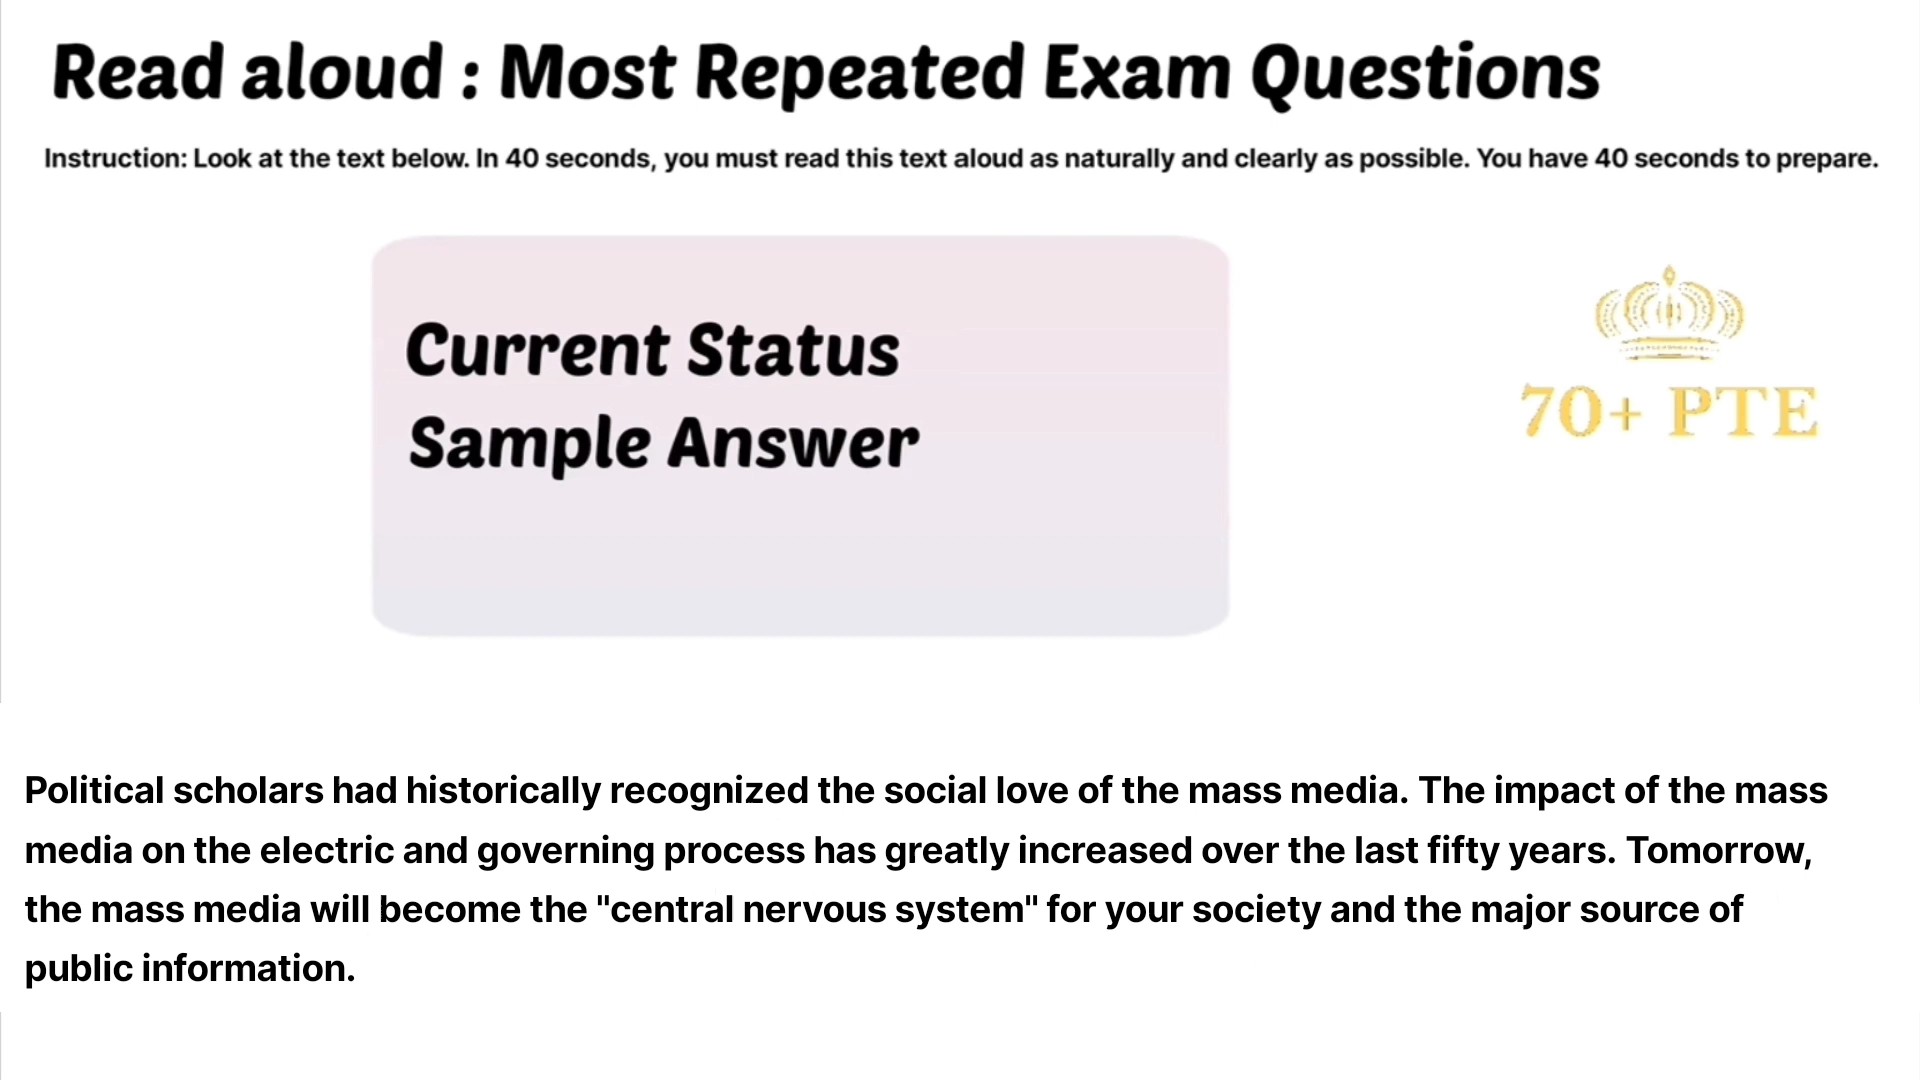 Read aloud : Most Repeated Exam Questions
Instruction: Look at the text below. In 40 seconds, you must read this text aloud as naturally and clearly as possible. You have 40 seconds to prepare.
Current Status
Sample Answer
70+ PTE
Political scholars had historically recognized the social love of the mass media. The impact of the mass
media on the electric and governing process has greatly increased over the last fifty years. Tomorrow,
the mass media will become the "central nervous system" for your society and the major source of
public information.